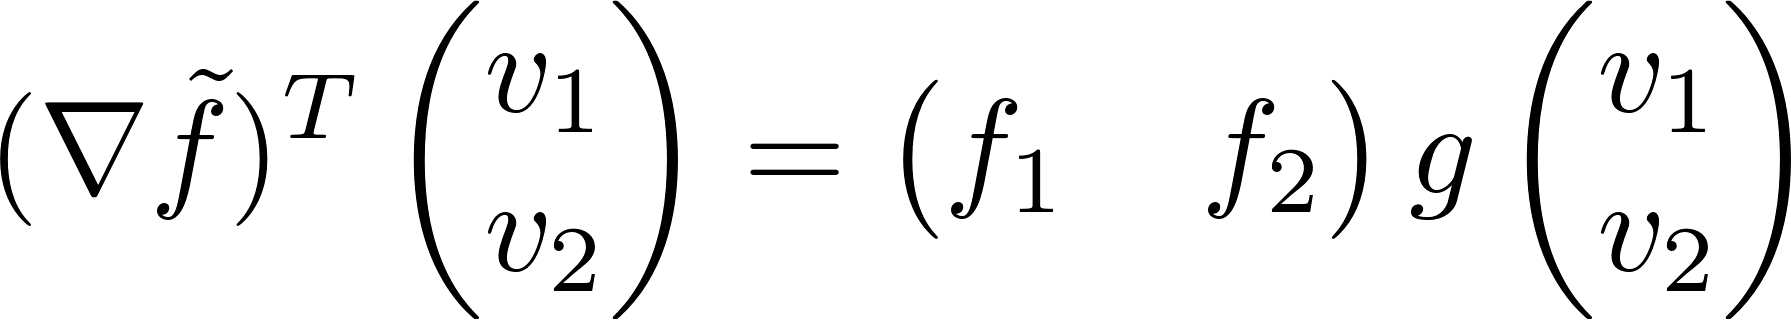 (∇f̃)ᵀ (v₁ v₂) = (f₁ f₂) g (v₁ v₂)